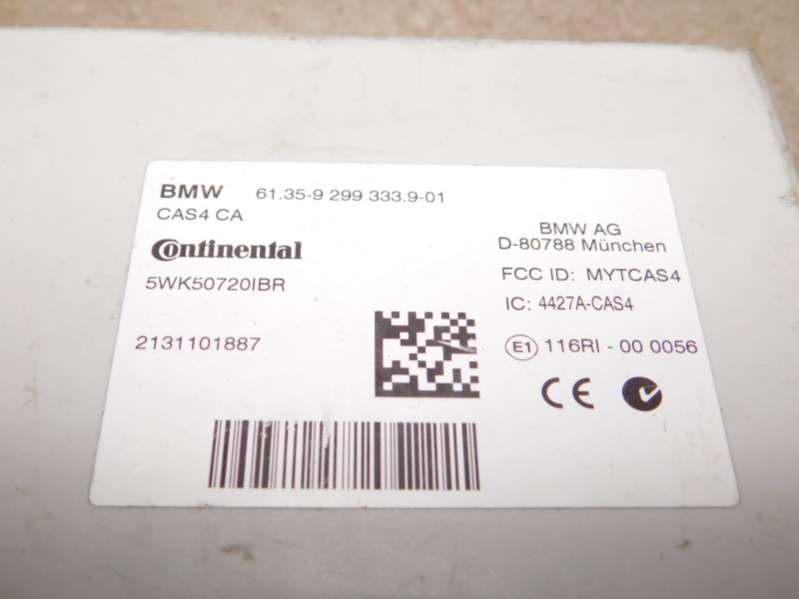 BMW 61.35-9 299 333.9-01
CAS4 CA
Continental
5WK50720IBR
2131101887
BMW AG
D-80788 München
FCC ID: MYTCAS4
IC: 4427A-CAS4
E1 116RI - 00 0056
CE